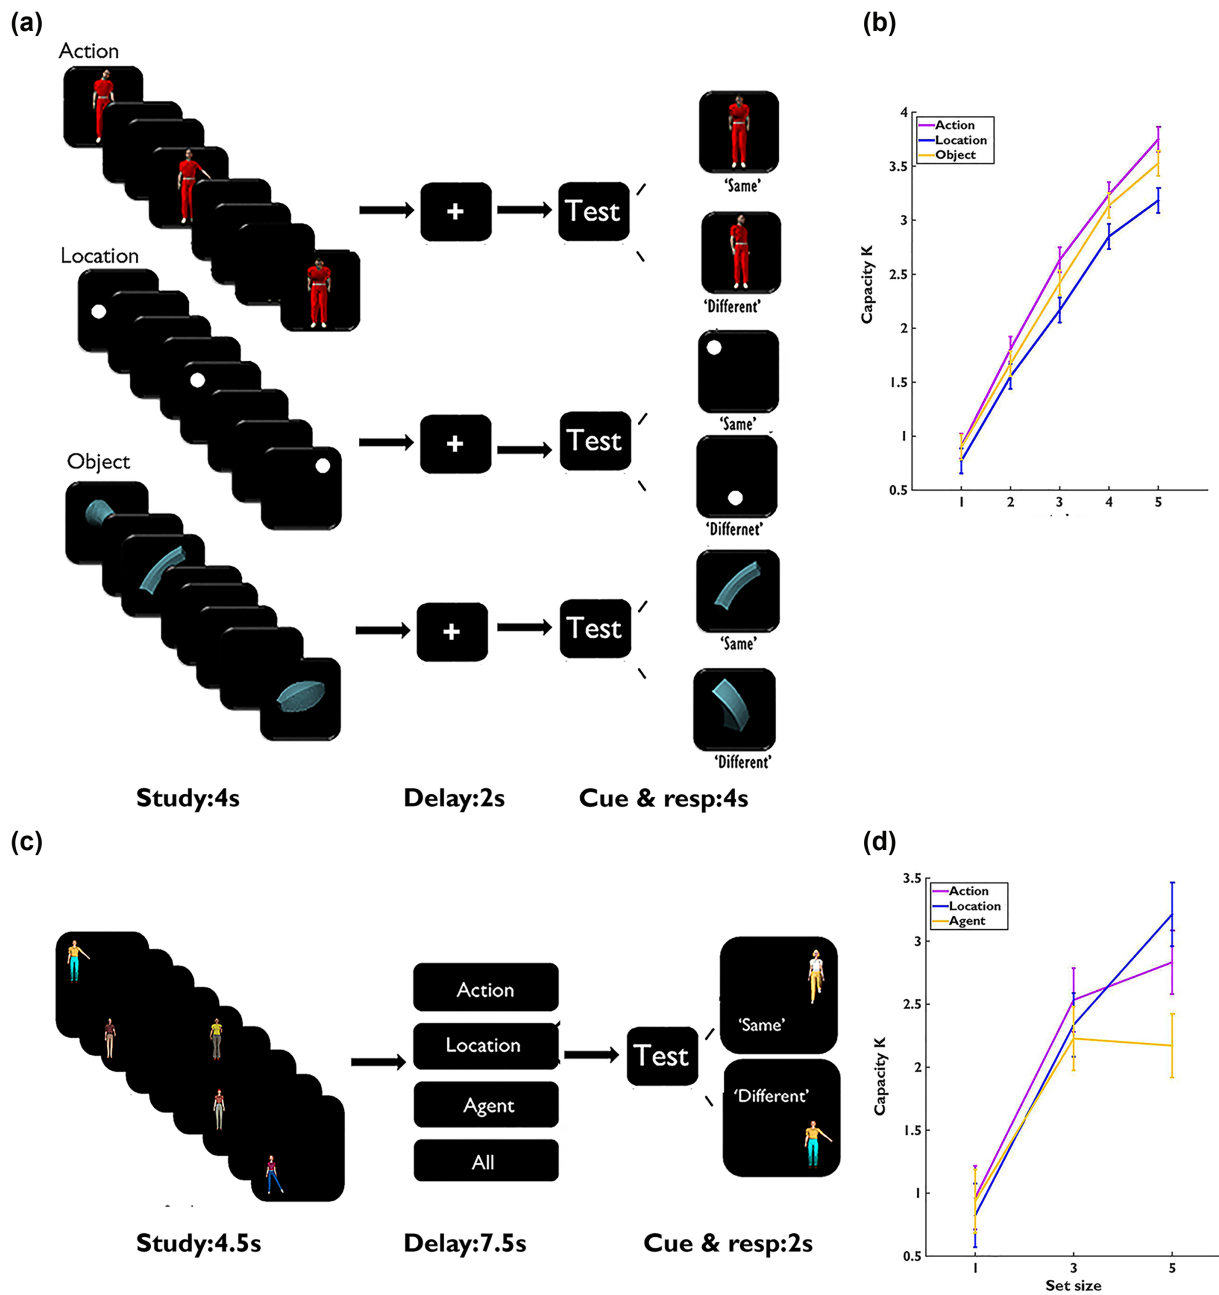 (a)
Action
+
Test
'Same'
'Different'
Location
+
Test
'Same'
'Differnet'
Object
+
Test
'Same'
'Different'
Study:4s
Delay:2s
Cue & resp:4s
(b)
Action
Location
Object
Capacity K
4
3.5
3
2.5
2
1.5
1
0.5
1
2
3
4
5
(c)
Action
Location
Agent
All
Test
'Same'
'Different'
Study:4.5s
Delay:7.5s
Cue & resp:2s
(d)
Action
Location
Agent
Capacity K
3.5
3
2.5
2
1.5
1
0.5
1
3
5
Set size